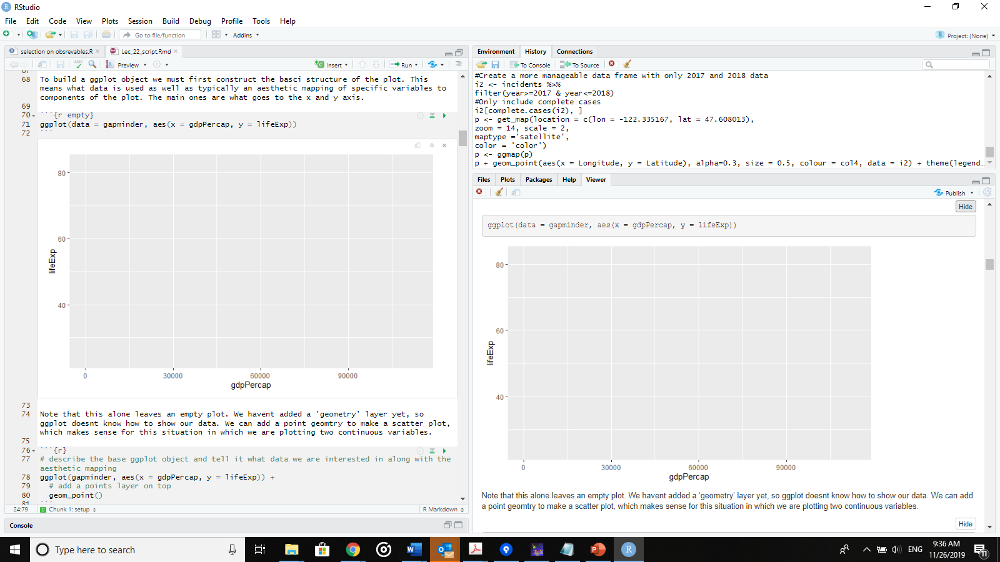 RStudio
File Edit Code View Plots Session Build Debug Profile Tools Help
Go to file/function Addins Project: (None)
selection on obsrevables.R Lec_22_script.Rmd
ABC Preview Insert Run
67
68 To build a ggplot object we must first construct the basci structure of the plot. This
means what data is used as well as typically an aesthetic mapping of specific variables to
components of the plot. The main ones are what goes to the x and y axis.
69
70 ```{r empty}
71 ggplot(data = gapminder, aes(x = gdpPercap, y = lifeExp))
72 ```
80
60
40
lifeExp
0 30000 60000 90000
gdpPercap
73
74 Note that this alone leaves an empty plot. We havent added a 'geometry' layer yet, so
ggplot doesnt know how to show our data. We can add a point geomtry to make a scatter plot,
which makes sense for this situation in which we are plotting two continuous variables.
75
76 ```{r}
77 # describe the base ggplot object and tell it what data we are interested in along with the
aesthetic mapping
78 ggplot(gapminder, aes(x = gdpPercap, y = lifeExp)) +
79 # add a points layer on top
80 geom_point()
81 ```
24:79 C Chunk 1: setup R Markdown
Console
Environment History Connections
To Console To Source
#Create a more manageable data frame with only 2017 and 2018 data
i2 <- incidents %>%
filter(year>=2017 & year<=2018)
#Only include complete cases
i2[complete.cases(i2), ]
p <- get_map(location = c(lon = -122.335167, lat = 47.608013),
zoom = 14, scale = 2,
maptype ='satellite',
color = 'color')
p <- ggmap(p)
p + geom_point(aes(x = Longitude, y = Latitude), alpha=0.3, size = 0.5, colour = col4, data = i2) + theme(legend…
Files Plots Packages Help Viewer
Publish
Hide
ggplot(data = gapminder, aes(x = gdpPercap, y = lifeExp))
80
60
40
lifeExp
0 30000 60000 90000
gdpPercap
Note that this alone leaves an empty plot. We havent added a ‘geometry’ layer yet, so ggplot doesnt know how to show our data. We can add
a point geomtry to make a scatter plot, which makes sense for this situation in which we are plotting two continuous variables.
Hide
Type here to search
ENG
9:36 AM
11/26/2019
11